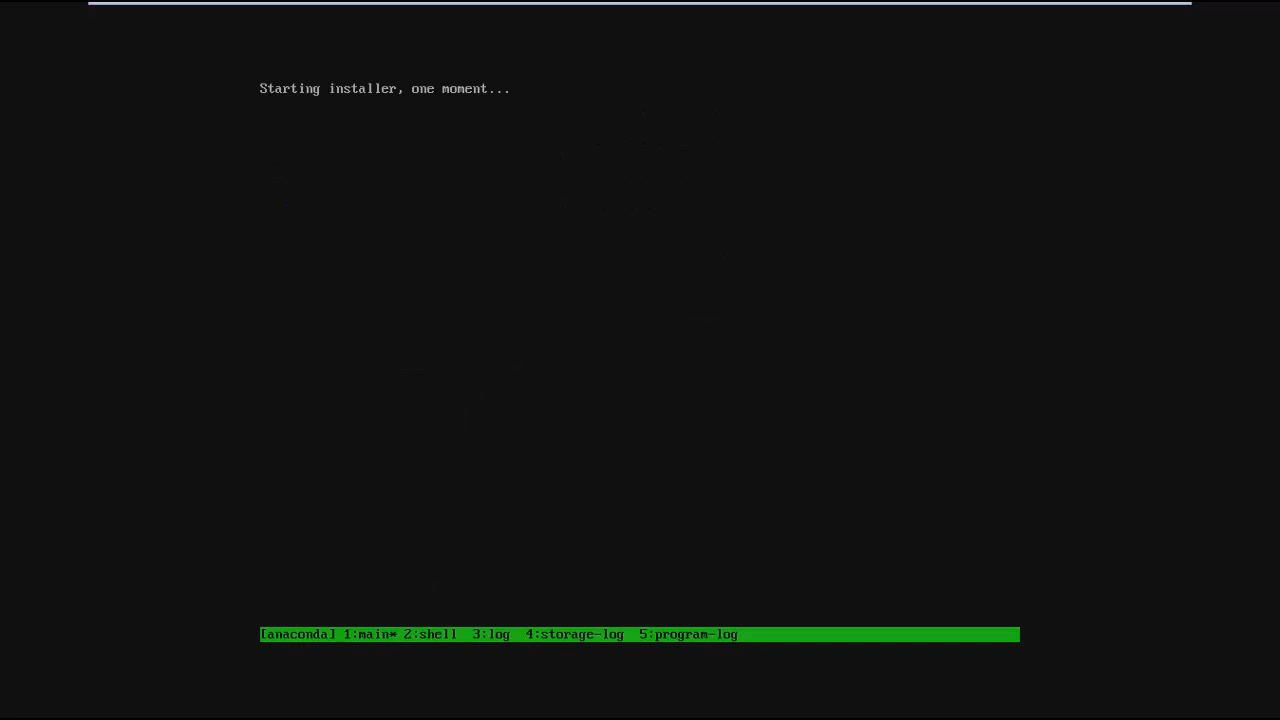 Starting installer, one moment...
[anaconda] 1:main* 2:shell  3:log  4:storage-log  5:program-log